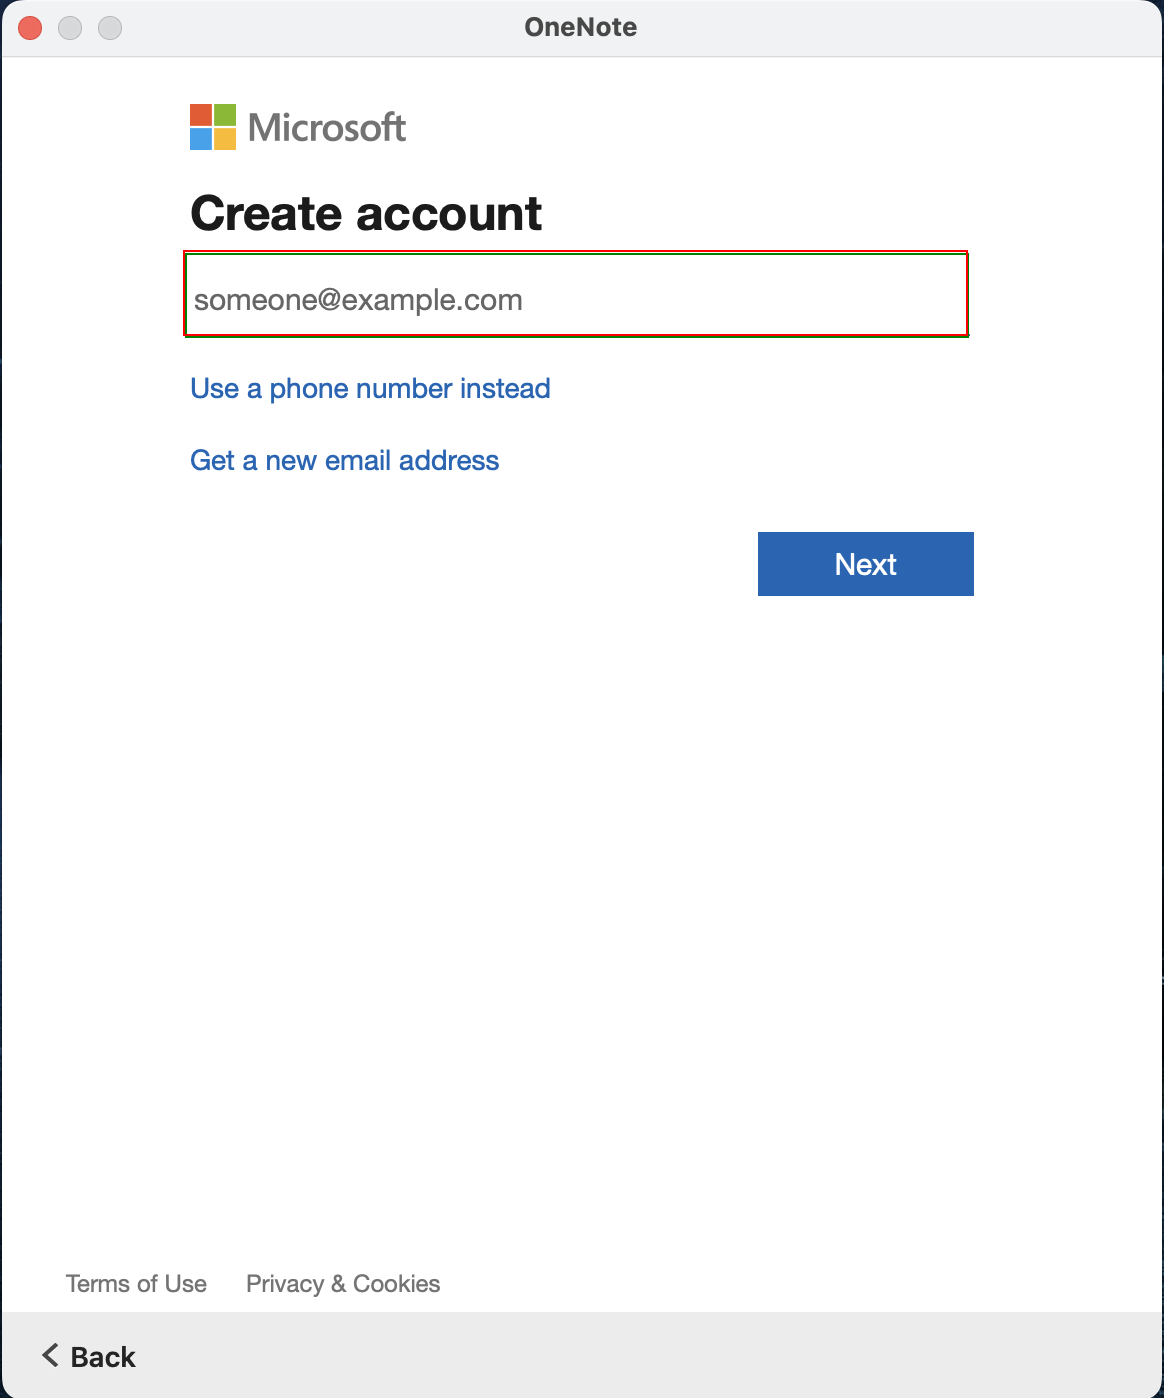 OneNote
Microsoft
Create account
someone@example.com
Use a phone number instead
Get a new email address
Next
Terms of Use Privacy & Cookies
Back